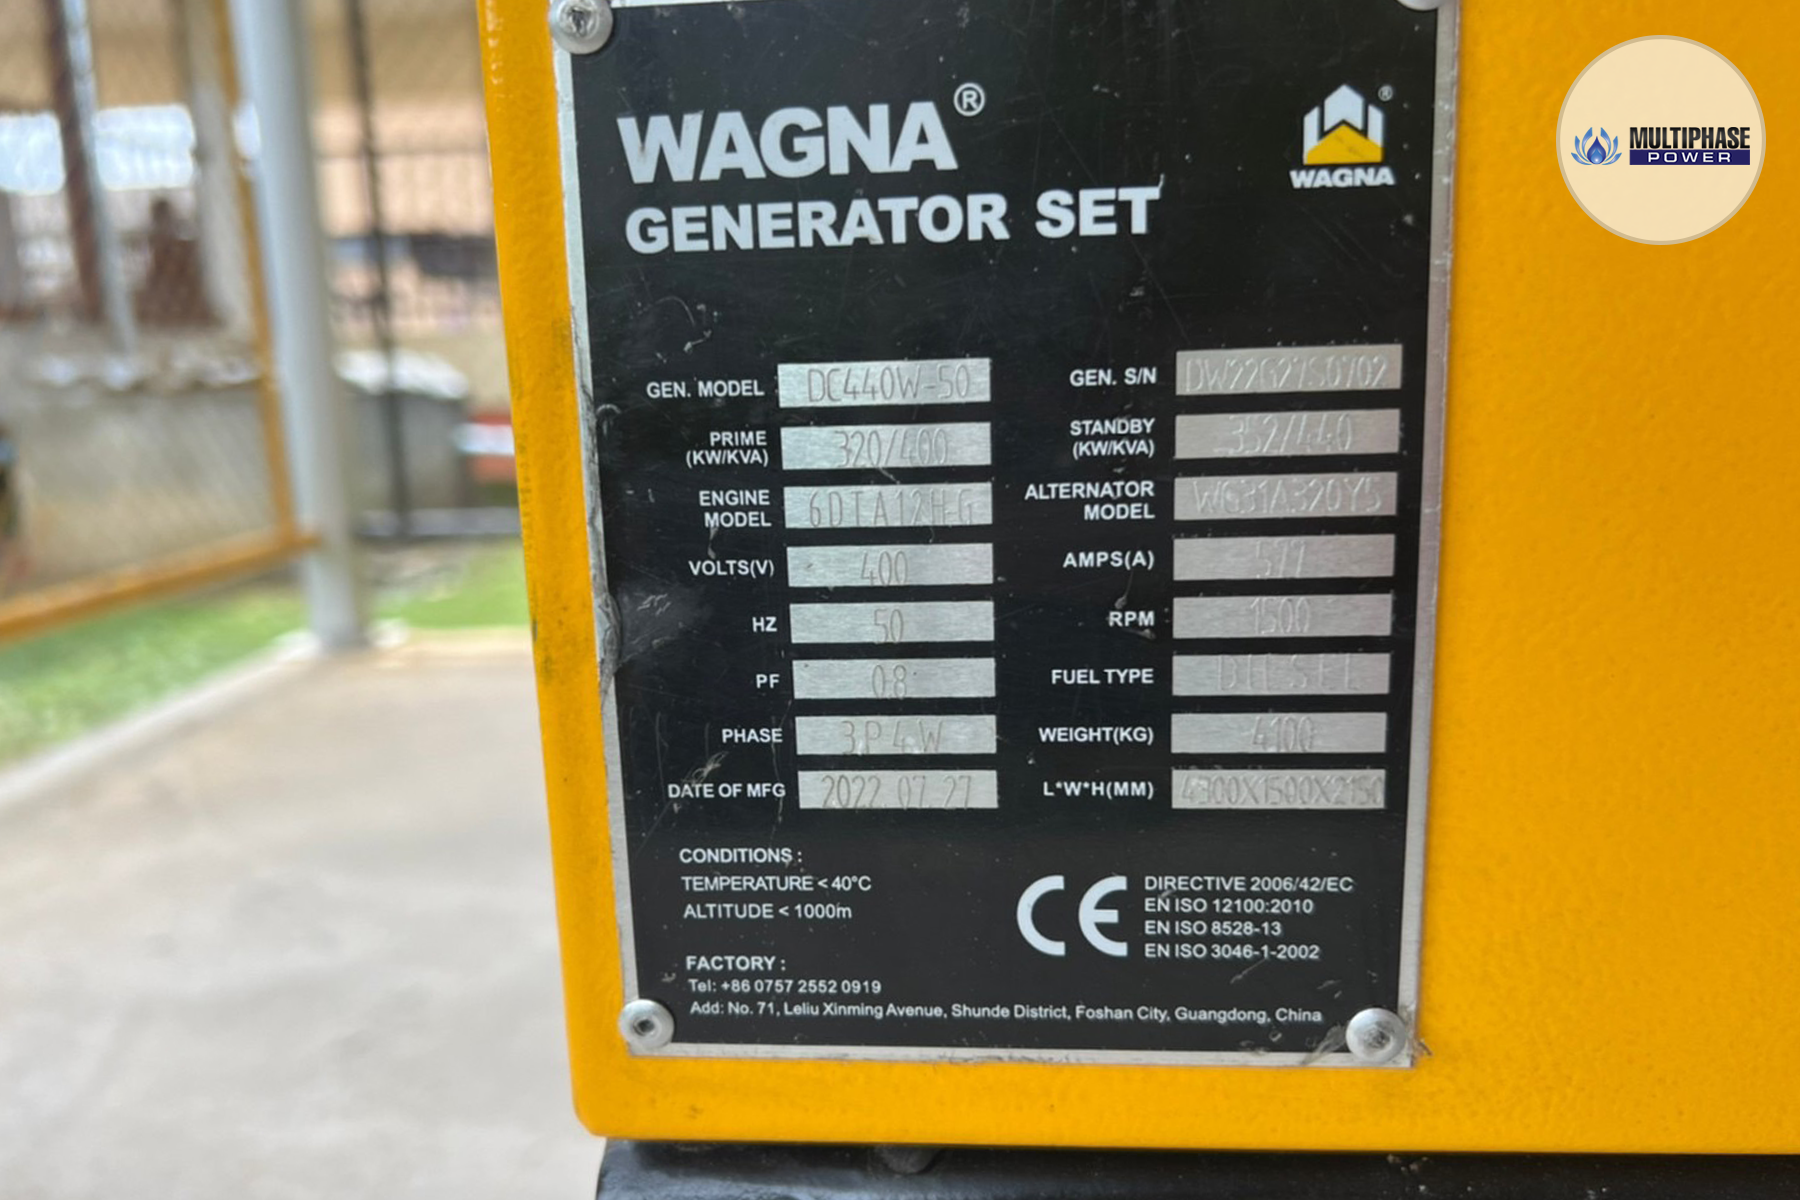 WAGNA®
GENERATOR SET
®
WAGNA
MULTIPHASE
POWER
GEN. MODEL DC440W-50
GEN. S/N
PRIME (KW/KVA) 320/400
STANDBY (KW/KVA) 352/440
ENGINE MODEL 6DTA12H-G
ALTERNATOR MODEL WG31A320Y5
VOLTS(V) 400
AMPS(A) 577
HZ 50
RPM 1500
PF 0.8
FUEL TYPE DIESEL
PHASE 3P4W
WEIGHT(KG) 4100
DATE OF MFG 2022.07.27
L*W*H(MM) 4300X1500X2150
CONDITIONS :
TEMPERATURE < 40°C
ALTITUDE < 1000m
CE
DIRECTIVE 2006/42/EC
EN ISO 12100:2010
EN ISO 8528-13
EN ISO 3046-1-2002
FACTORY :
Tel: +86 0757 2552 0919
Add: No. 71, Leliu Xinming Avenue, Shunde District, Foshan City, Guangdong, China